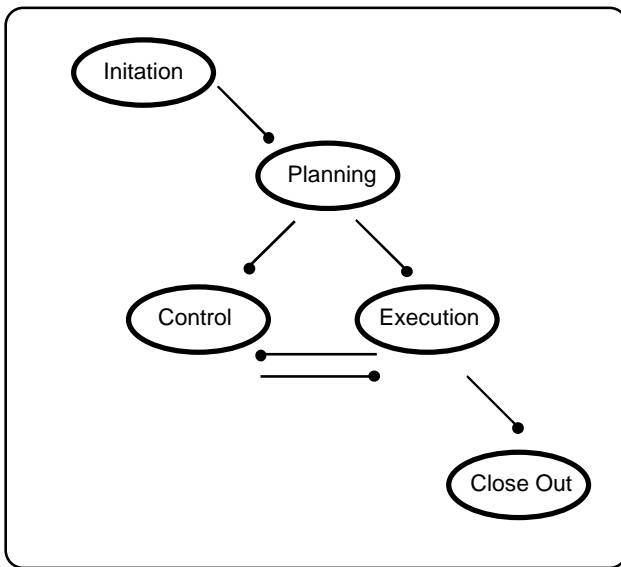 Initation
Planning
Control
Execution
Close Out